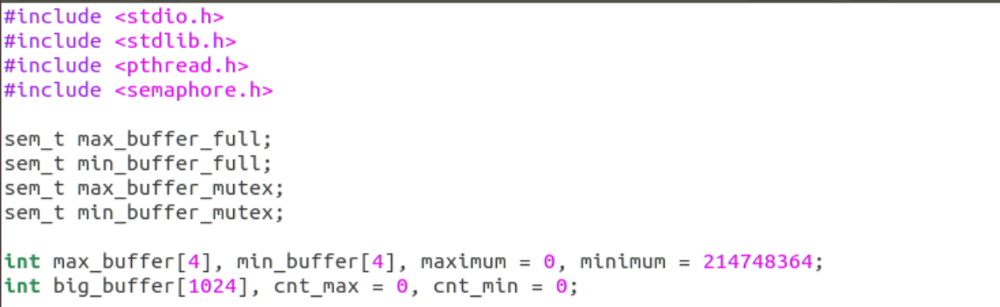 #include <stdio.h>
#include <stdlib.h>
#include <pthread.h>
#include <semaphore.h>
sem_t max_buffer_full;
sem_t min_buffer_full;
sem_t max_buffer_mutex;
sem_t min_buffer_mutex;
int max_buffer[4], min_buffer[4], maximum = 0, minimum = 214748364;
int big_buffer[1024], cnt_max = 0, cnt_min = 0;